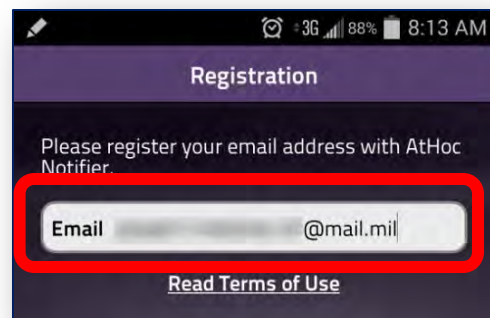 3G 88% 8:13 AM
Registration
Please register your email address with AtHoc
Notifier.
Email @mail.mil
Read Terms of Use